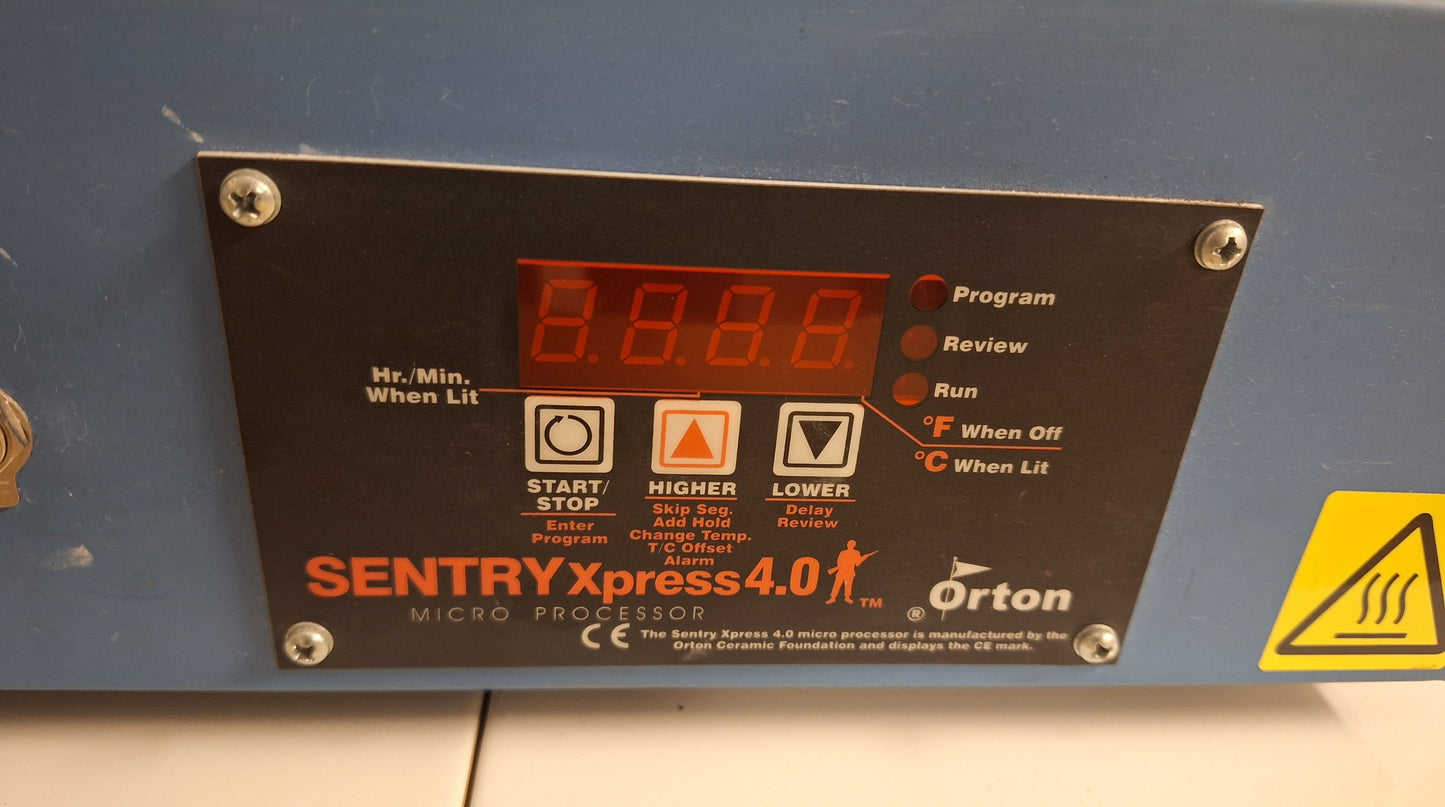 Program
Review
Run
Hr./Min.
When Lit
°F When Off
°C When Lit
START/
STOP
Enter
Program
HIGHER
Skip Seg.
Add Hold
Change Temp.
T/C Offset
Alarm
LOWER
Delay
Review
SENTRY Xpress 4.0 TM
MICRO PROCESSOR
® Orton
CE The Sentry Xpress 4.0 micro processor is manufactured by the
Orton Ceramic Foundation and displays the CE mark.